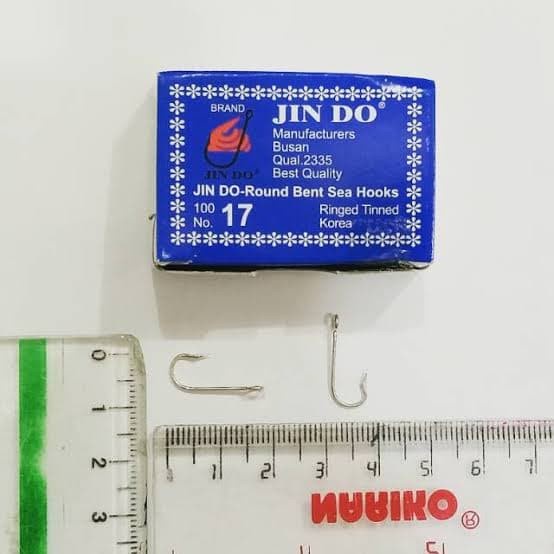 BRAND
JIN DO®
Manufacturers
Busan
Qual.2335
Best Quality
JIN DO®
JIN DO-Round Bent Sea Hooks
100
No. 17
Ringed Tinned
Korea
0
1
2
3
1 2 3 4 5 6 7
NARIKO®